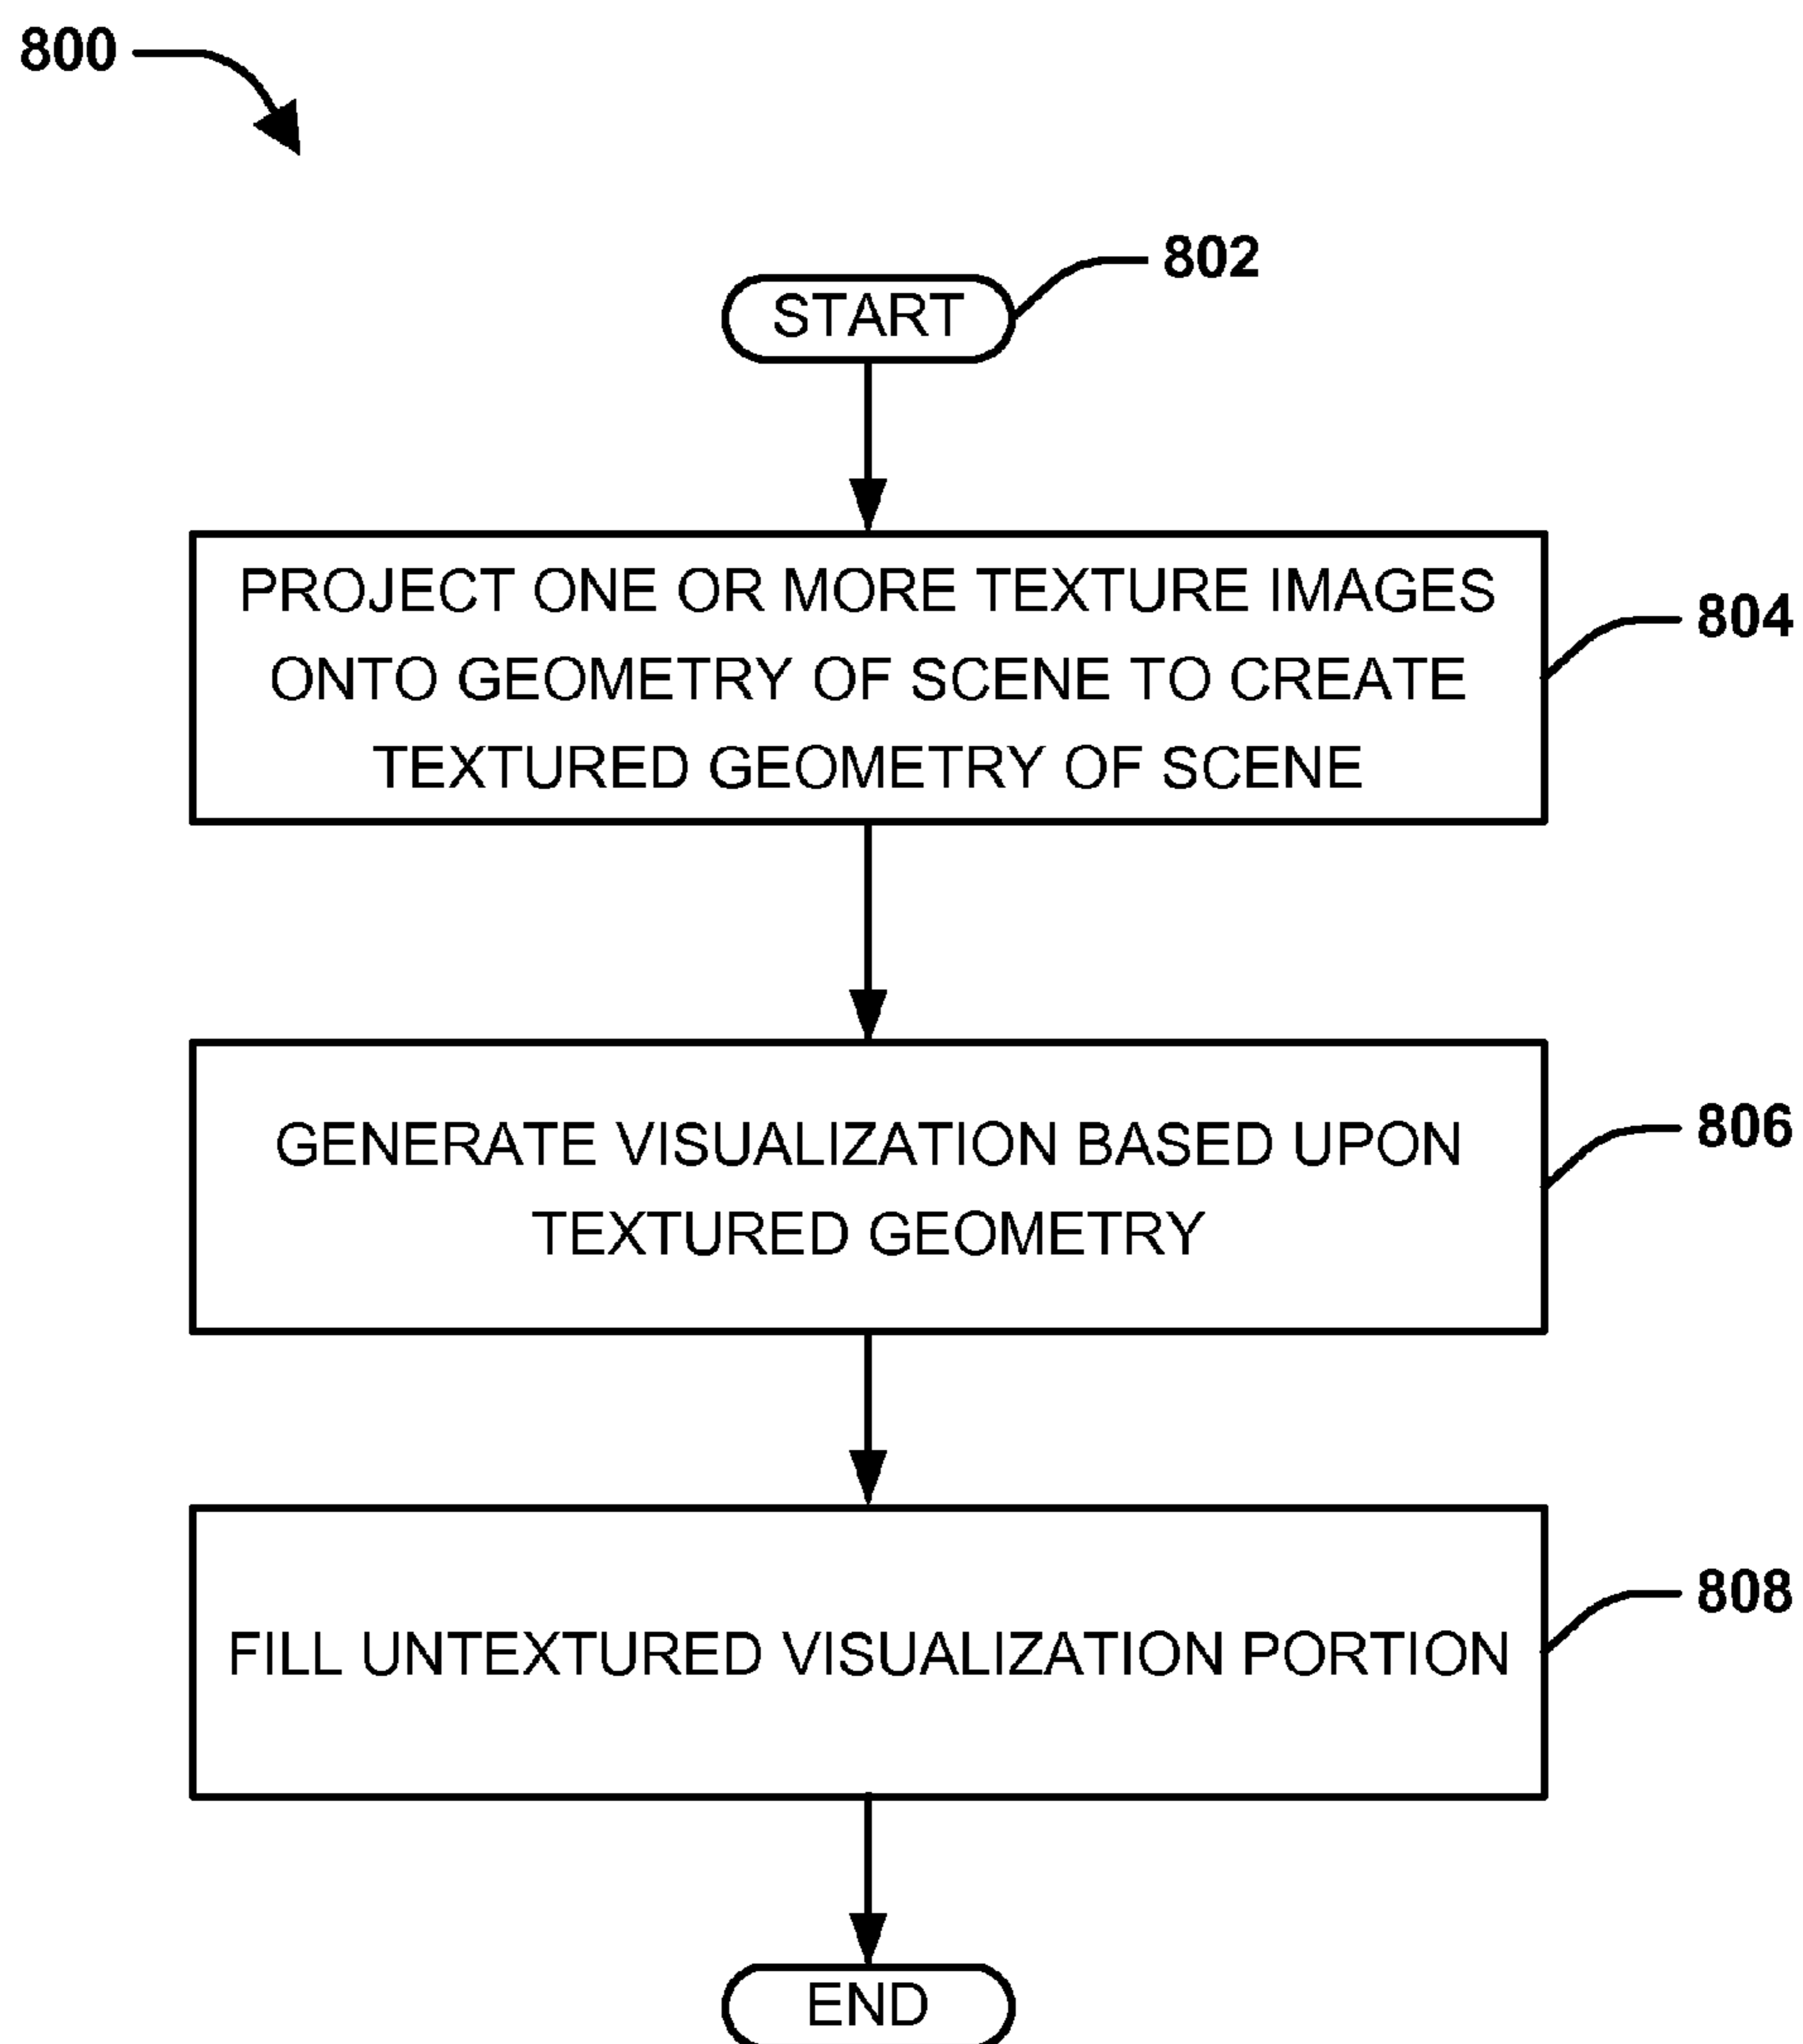 800
802
START
PROJECT ONE OR MORE TEXTURE IMAGES
ONTO GEOMETRY OF SCENE TO CREATE
TEXTURED GEOMETRY OF SCENE
804
GENERATE VISUALIZATION BASED UPON
TEXTURED GEOMETRY
806
FILL UNTEXTURED VISUALIZATION PORTION
808
END